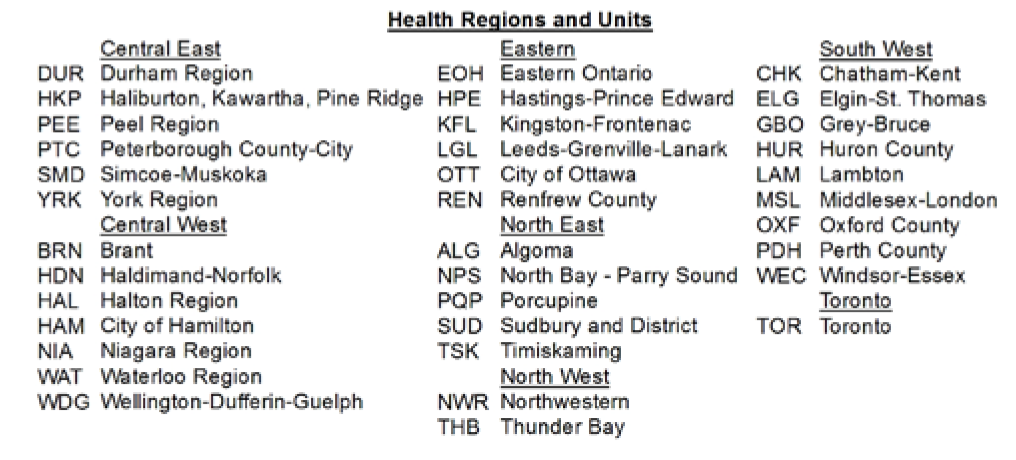 Health Regions and Units
Central East
DUR Durham Region
HKP Haliburton, Kawartha, Pine Ridge
PEE Peel Region
PTC Peterborough County-City
SMD Simcoe-Muskoka
YRK York Region
Central West
BRN Brant
HDN Haldimand-Norfolk
HAL Halton Region
HAM City of Hamilton
NIA Niagara Region
WAT Waterloo Region
WDG Wellington-Dufferin-Guelph
Eastern
EOH Eastern Ontario
HPE Hastings-Prince Edward
KFL Kingston-Frontenac
LGL Leeds-Grenville-Lanark
OTT City of Ottawa
REN Renfrew County
North East
ALG Algoma
NPS North Bay - Parry Sound
PQP Porcupine
SUD Sudbury and District
TSK Timiskaming
North West
NWR Northwestern
THB Thunder Bay
South West
CHK Chatham-Kent
ELG Elgin-St. Thomas
GBO Grey-Bruce
HUR Huron County
LAM Lambton
MSL Middlesex-London
OXF Oxford County
PDH Perth County
WEC Windsor-Essex
Toronto
TOR Toronto